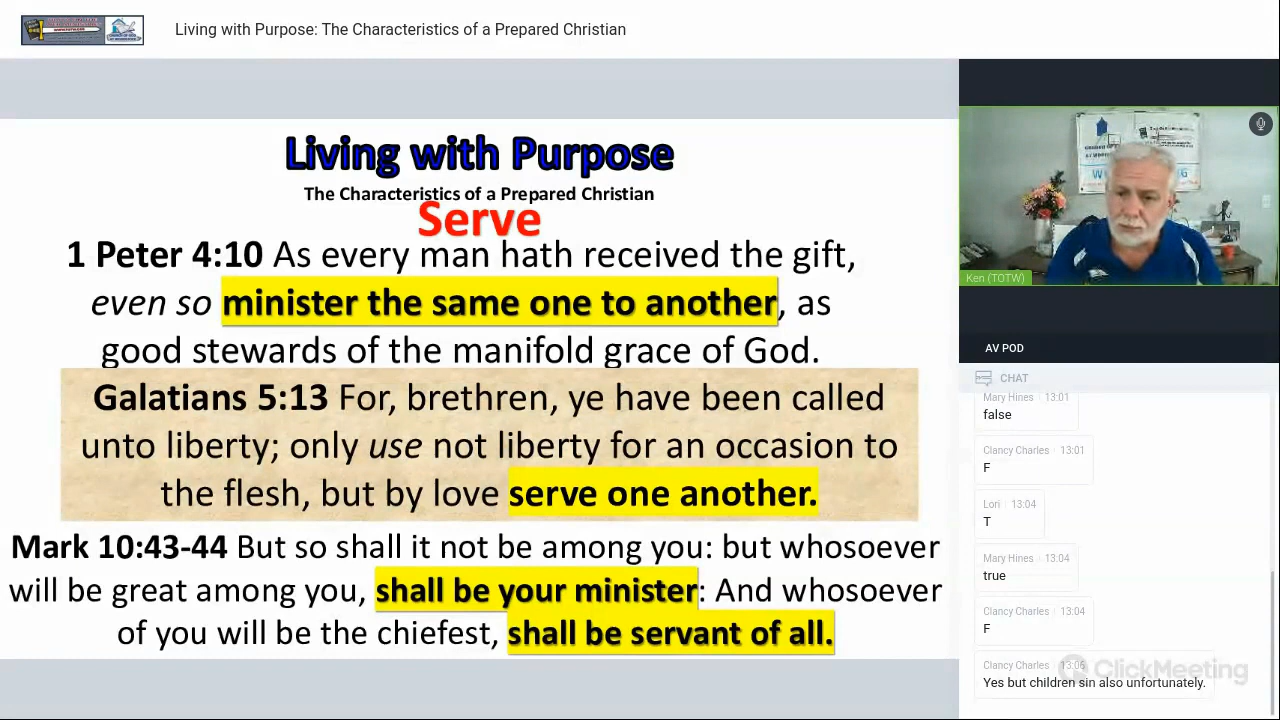 Living with Purpose: The Characteristics of a Prepared Christian
Living with Purpose
The Characteristics of a Prepared Christian
Serve
1 Peter 4:10 As every man hath received the gift,
even so minister the same one to another, as
good stewards of the manifold grace of God.
Galatians 5:13 For, brethren, ye have been called
unto liberty; only use not liberty for an occasion to
the flesh, but by love serve one another.
Mark 10:43-44 But so shall it not be among you: but whosoever
will be great among you, shall be your minister: And whosoever
of you will be the chiefest, shall be servant of all.
Ken (TOTW)
AV POD
CHAT
Mary Hines 13:01
false
Clancy Charles 13:01
F
Lori 13:04
T
Mary Hines 13:04
true
Clancy Charles 13:04
F
Clancy Charles 13:06
Yes but children sin also unfortunately.
ClickMeeting